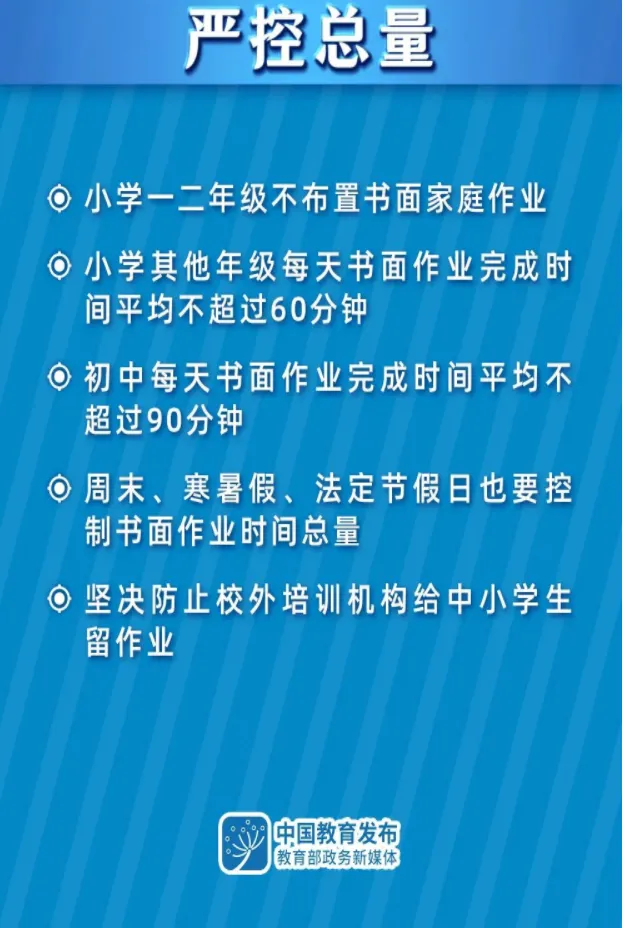 严控总量
小学一二年级不布置书面家庭作业
小学其他年级每天书面作业完成时
间平均不超过60分钟
初中每天书面作业完成时间平均不
超过90分钟
周末、寒暑假、法定节假日也要控
制书面作业时间总量
坚决防止校外培训机构给中小学生
留作业
中国教育发布
教育部政务新媒体